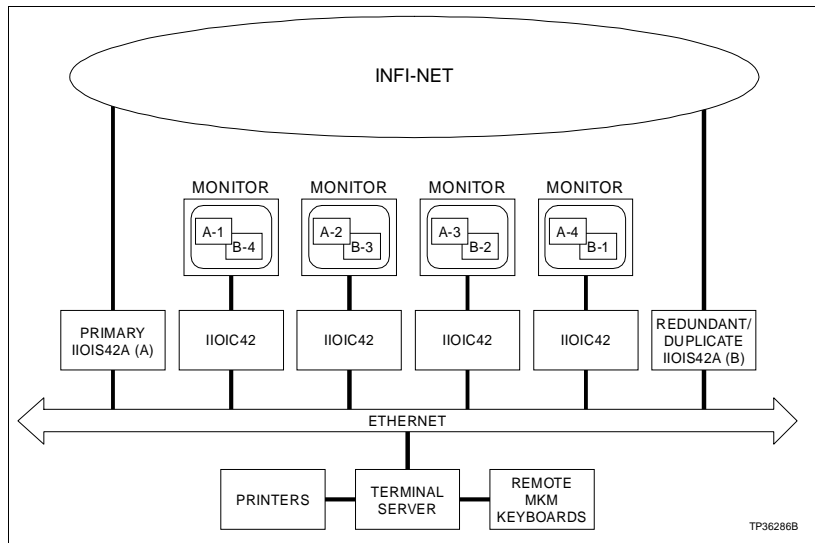 INFI-NET
MONITOR
MONITOR
MONITOR
MONITOR
A-1
B-4
A-2
B-3
A-3
B-2
A-4
B-1
PRIMARY
IIOIS42A (A)
IIOIC42
IIOIC42
IIOIC42
IIOIC42
REDUNDANT/
DUPLICATE
IIOIS42A (B)
ETHERNET
PRINTERS
TERMINAL
SERVER
REMOTE
MKM
KEYBOARDS
TP36286B